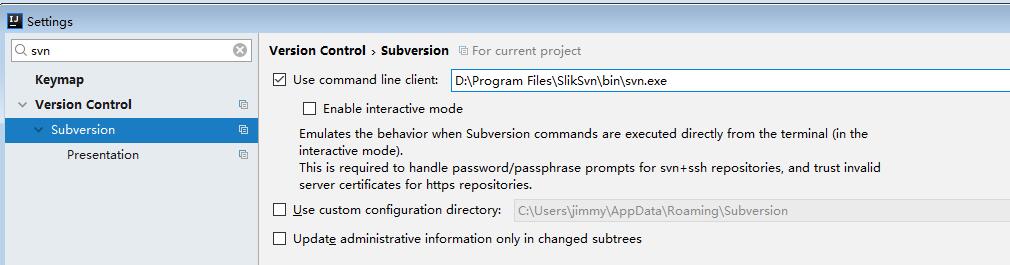 Settings
svn
Keymap
Version Control
Subversion
Presentation
Version Control › Subversion For current project
Use command line client: D:\Program Files\SlikSvn\bin\svn.exe
Enable interactive mode
Emulates the behavior when Subversion commands are executed directly from the terminal (in the
interactive mode).
This is required to handle password/passphrase prompts for svn+ssh repositories, and trust invalid
server certificates for https repositories.
Use custom configuration directory: C:\Users\jimmy\AppData\Roaming\Subversion
Update administrative information only in changed subtrees